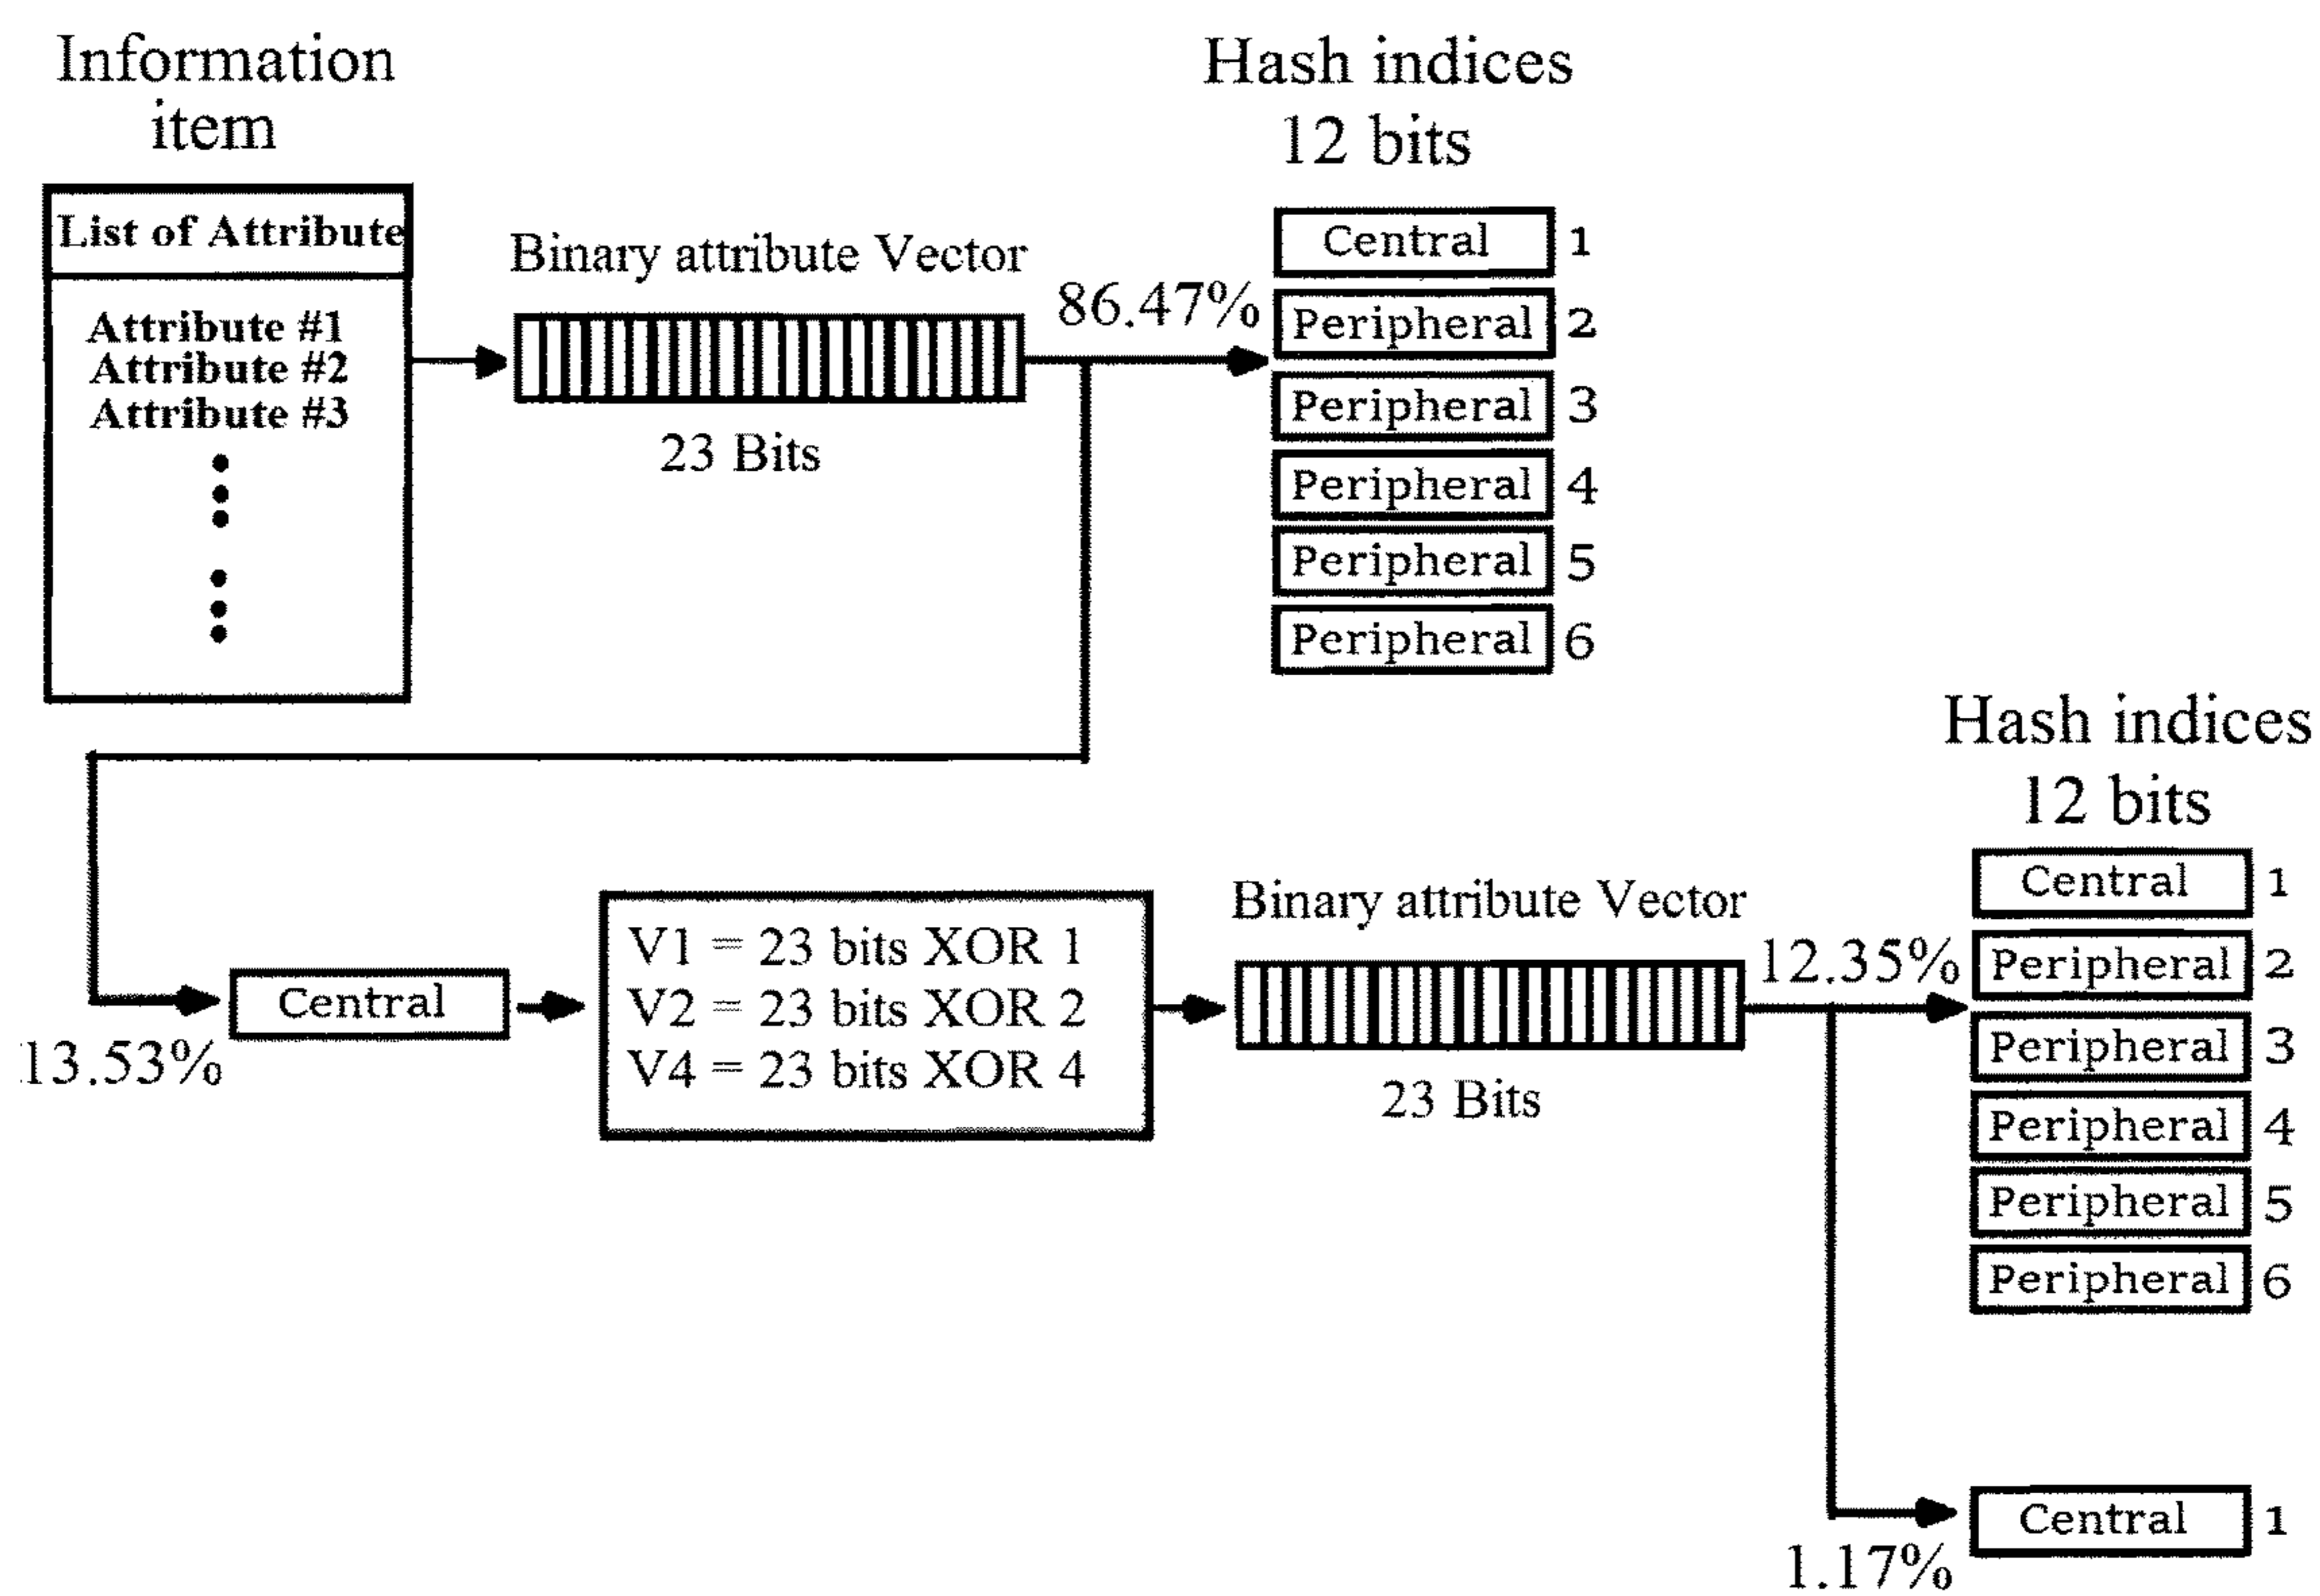 Information
item
List of Attribute
Attribute #1
Attribute #2
Attribute #3
Binary attribute Vector
23 Bits
86.47%
Hash indices
12 bits
Central 1
Peripheral 2
Peripheral 3
Peripheral 4
Peripheral 5
Peripheral 6
13.53%
Central
V1 = 23 bits XOR 1
V2 = 23 bits XOR 2
V4 = 23 bits XOR 4
Binary attribute Vector
23 Bits
12.35%
Hash indices
12 bits
Central 1
Peripheral 2
Peripheral 3
Peripheral 4
Peripheral 5
Peripheral 6
1.17%
Central 1